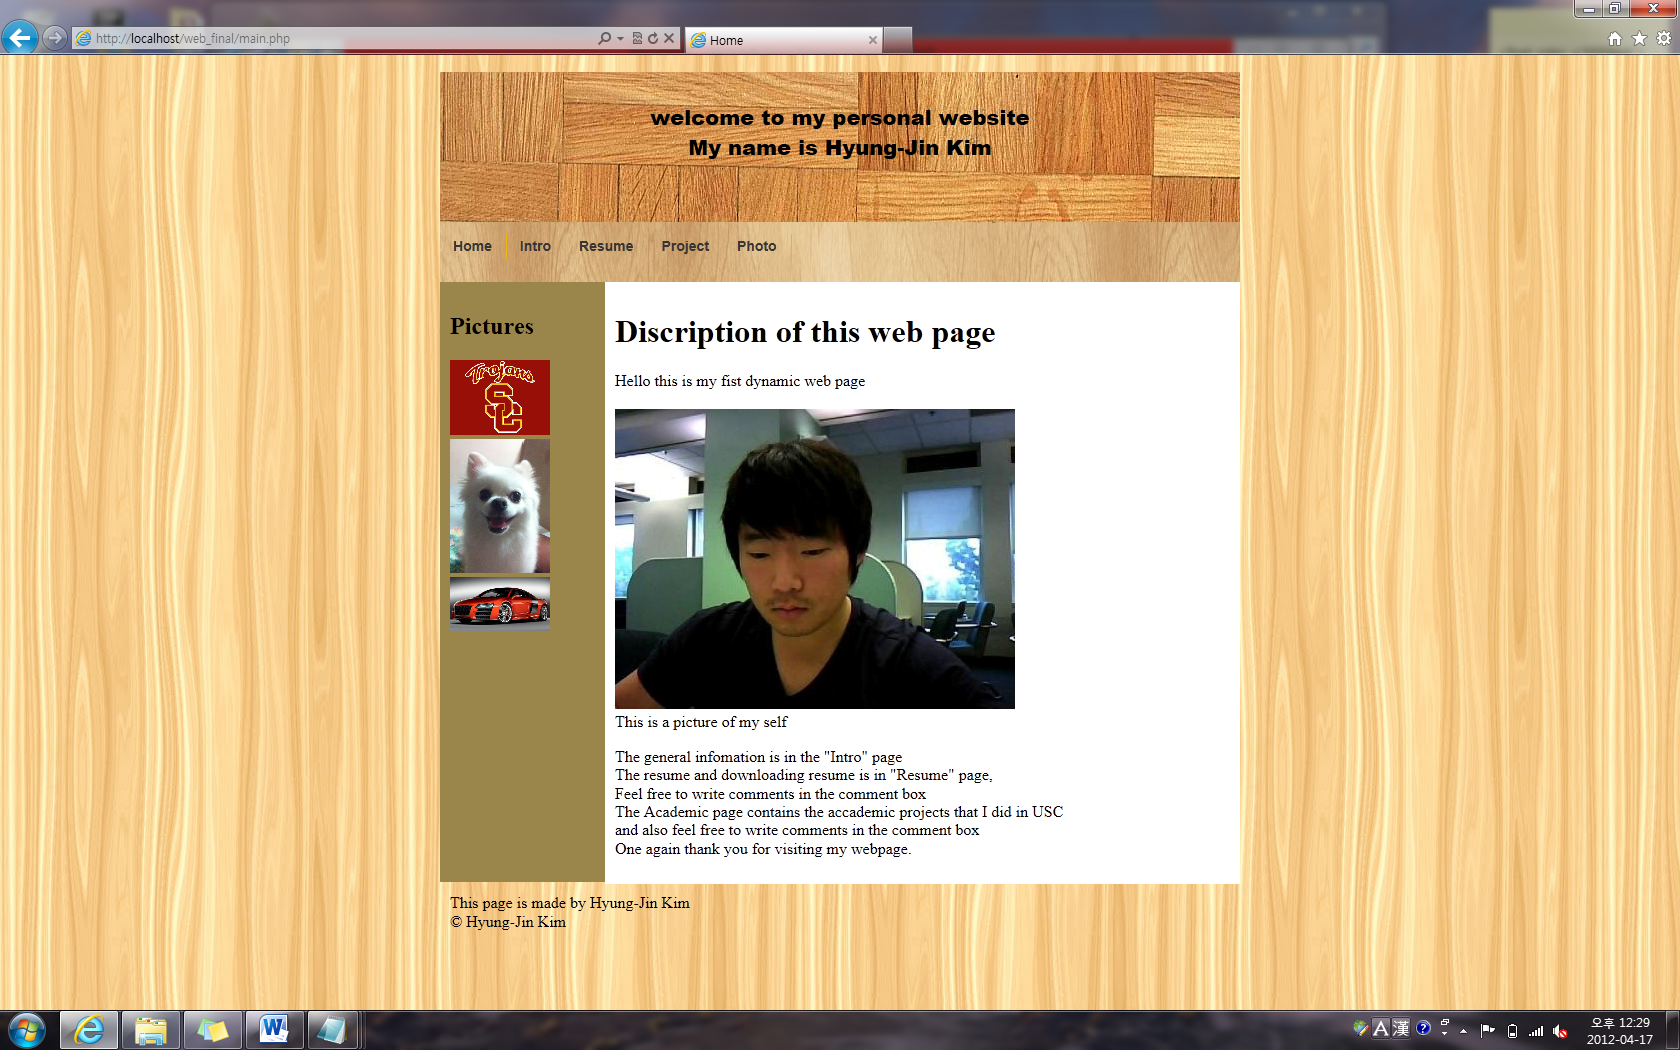 http://localhost/web_final/main.php
Home
welcome to my personal website
My name is Hyung-Jin Kim
Home
Intro
Resume
Project
Photo
Pictures
Trojans
SC
Discription of this web page
Hello this is my fist dynamic web page
This is a picture of my self
The general infomation is in the "Intro" page
The resume and downloading resume is in "Resume" page,
Feel free to write comments in the comment box
The Academic page contains the accademic projects that I did in USC
and also feel free to write comments in the comment box
One again thank you for visiting my webpage.
This page is made by Hyung-Jin Kim
© Hyung-Jin Kim
A 漢
오후 12:29
2012-04-17